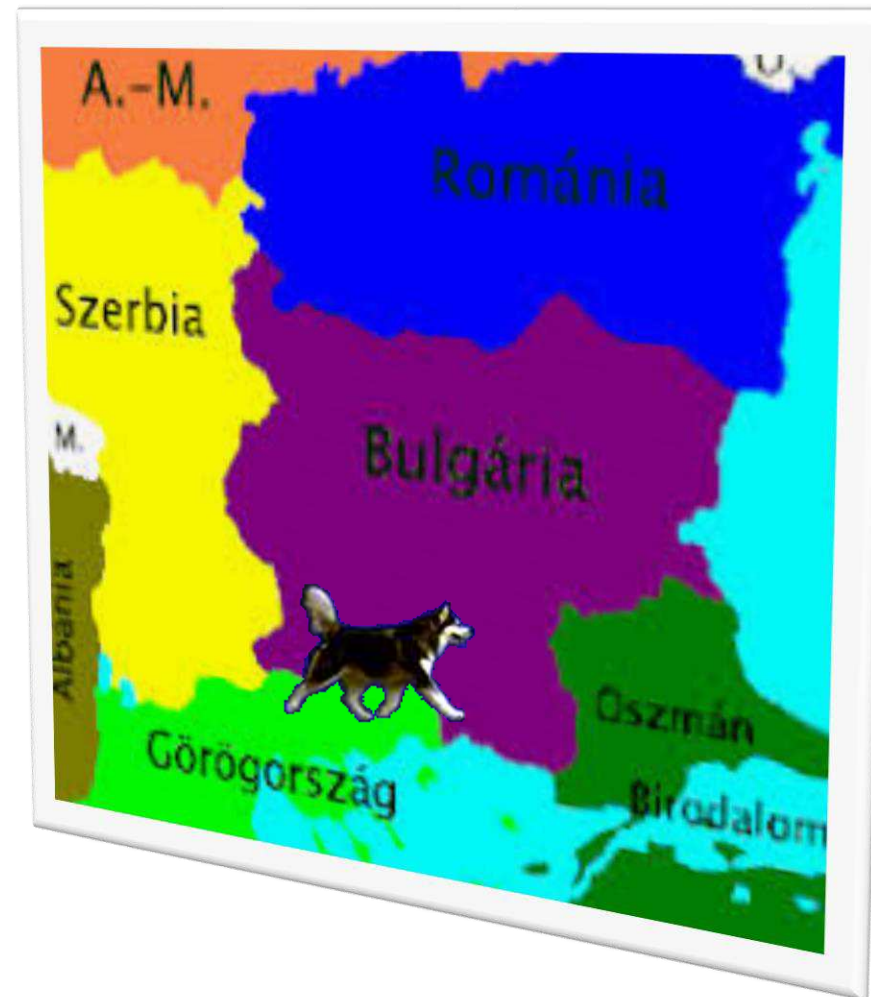 A.-M.
Románia
Szerbia
M.
Bulgária
Albánia
Görögország
Oszmán
Birodalom